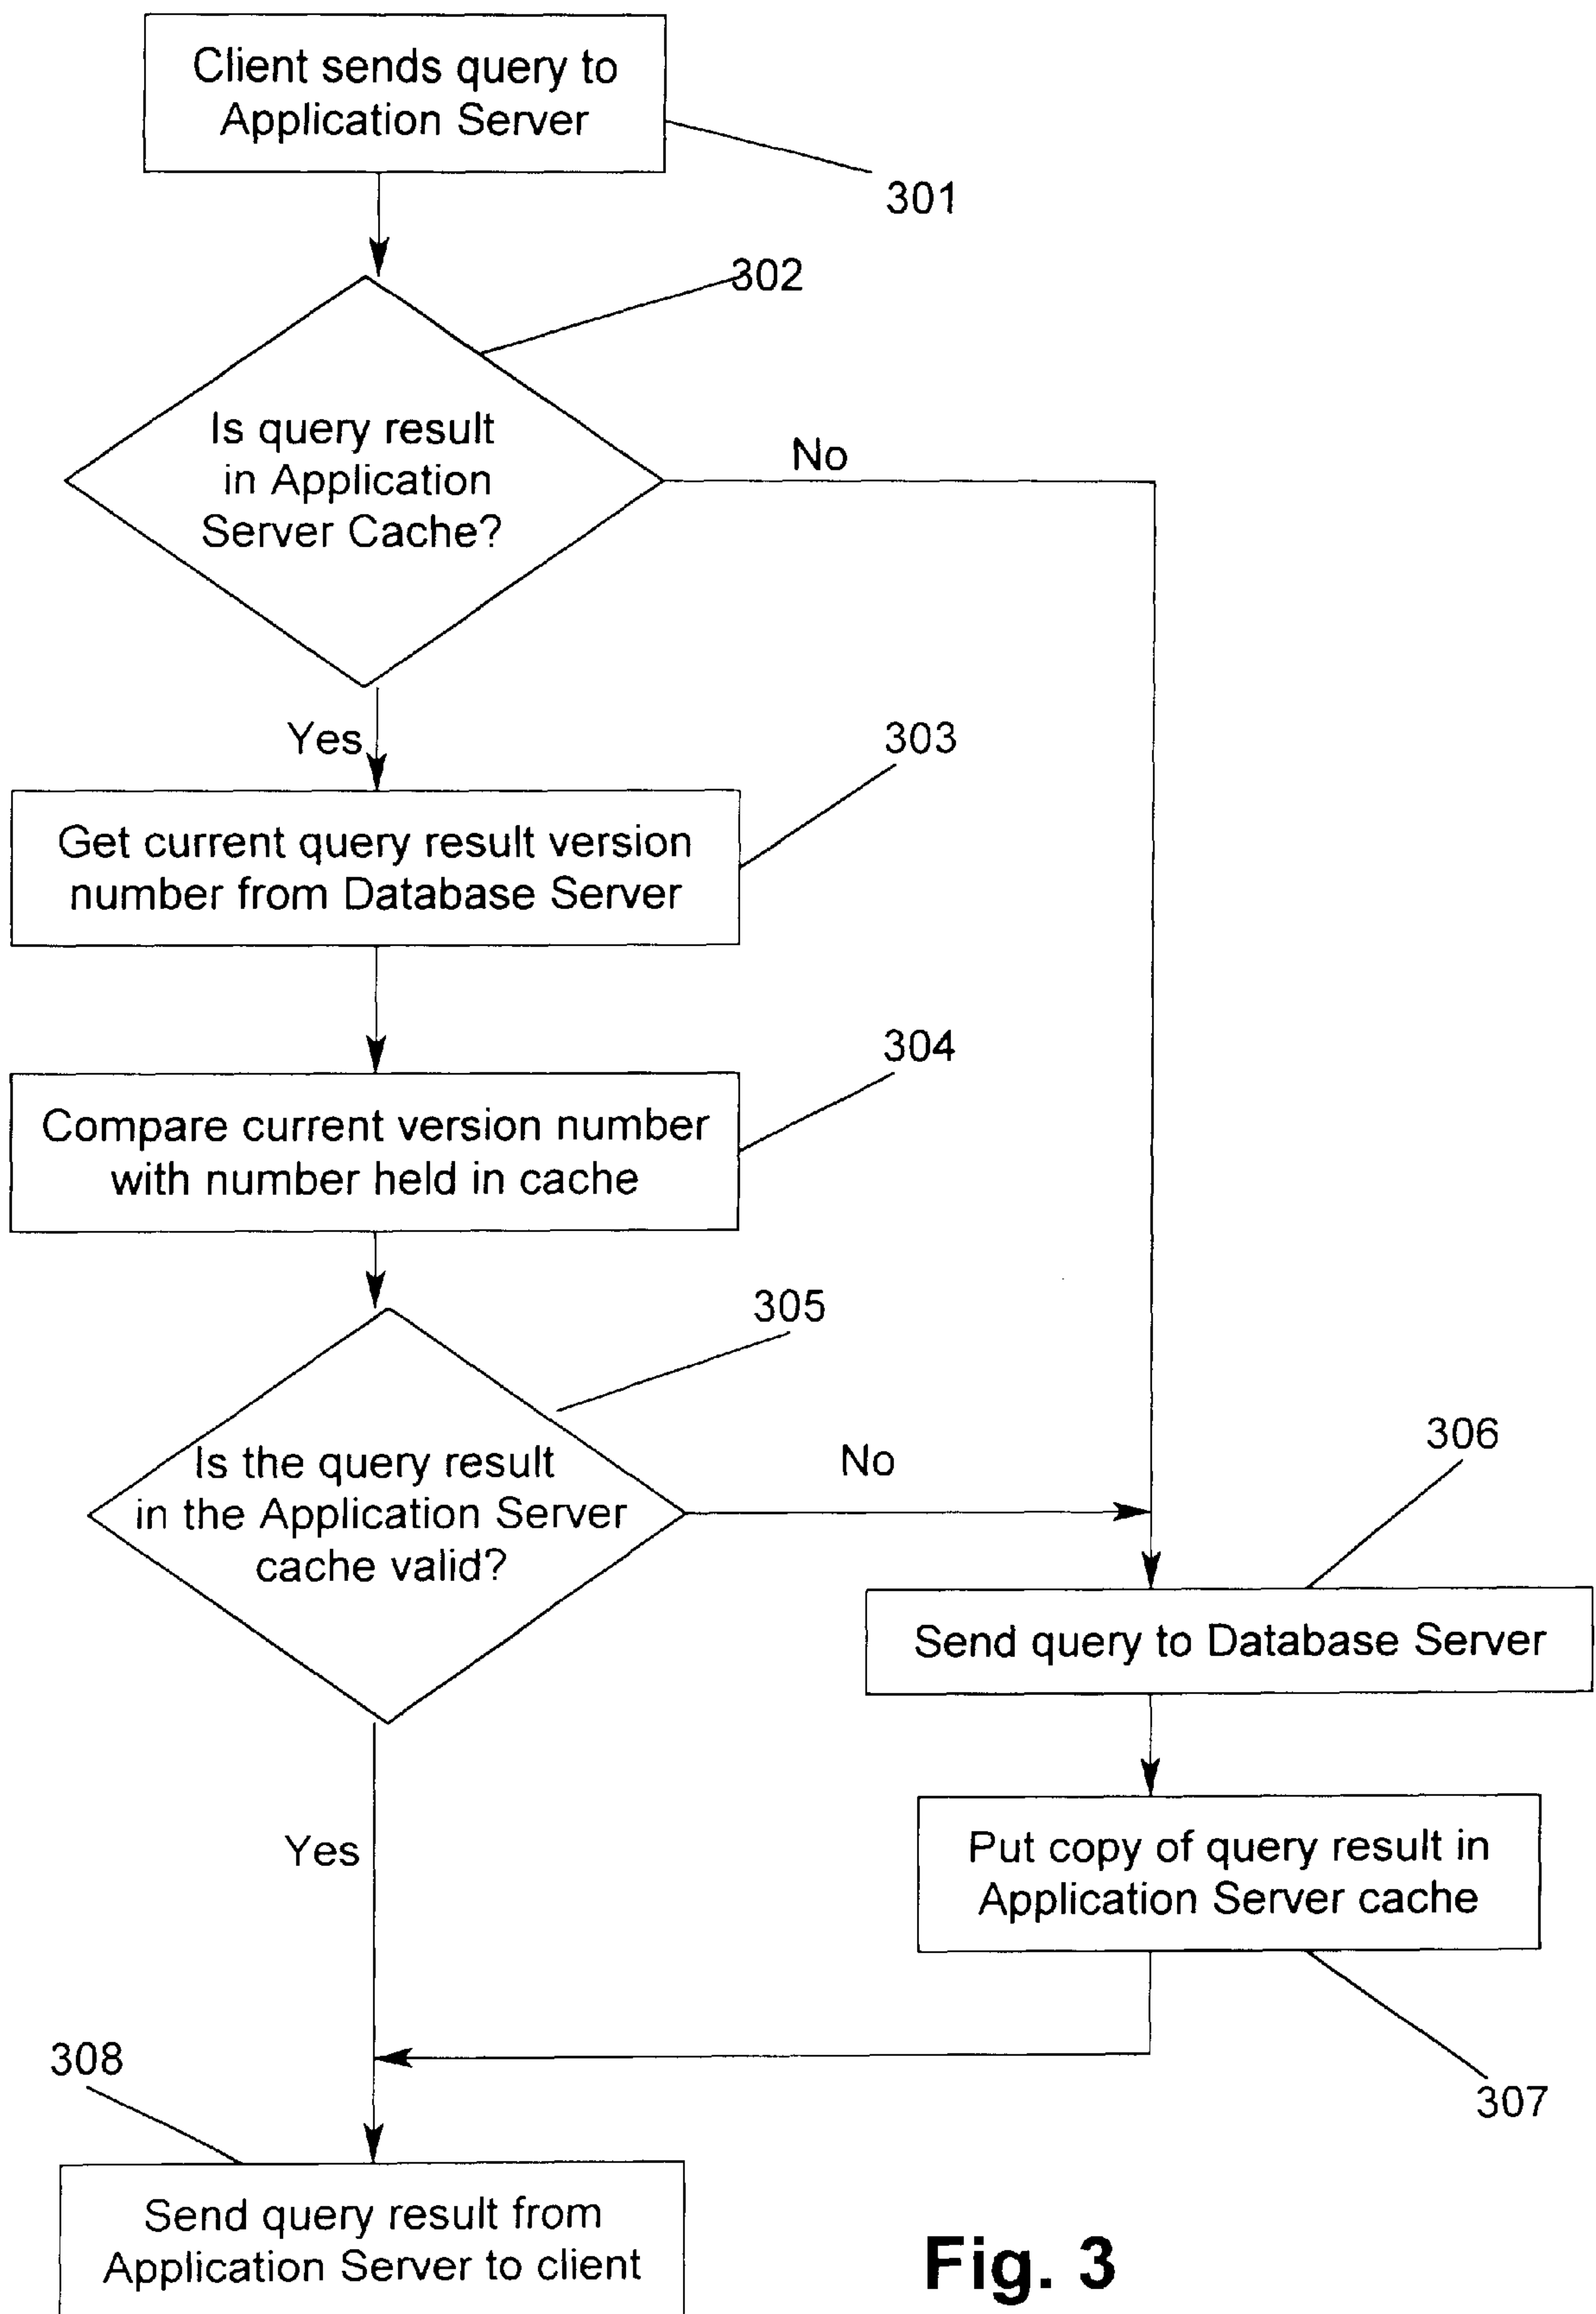 Client sends query to
Application Server
301
302
Is query result
in Application
Server Cache?
No
Yes
303
Get current query result version
number from Database Server
304
Compare current version number
with number held in cache
305
Is the query result
in the Application Server
cache valid?
No
306
Send query to Database Server
Yes
Put copy of query result in
Application Server cache
307
308
Send query result from
Application Server to client
Fig. 3